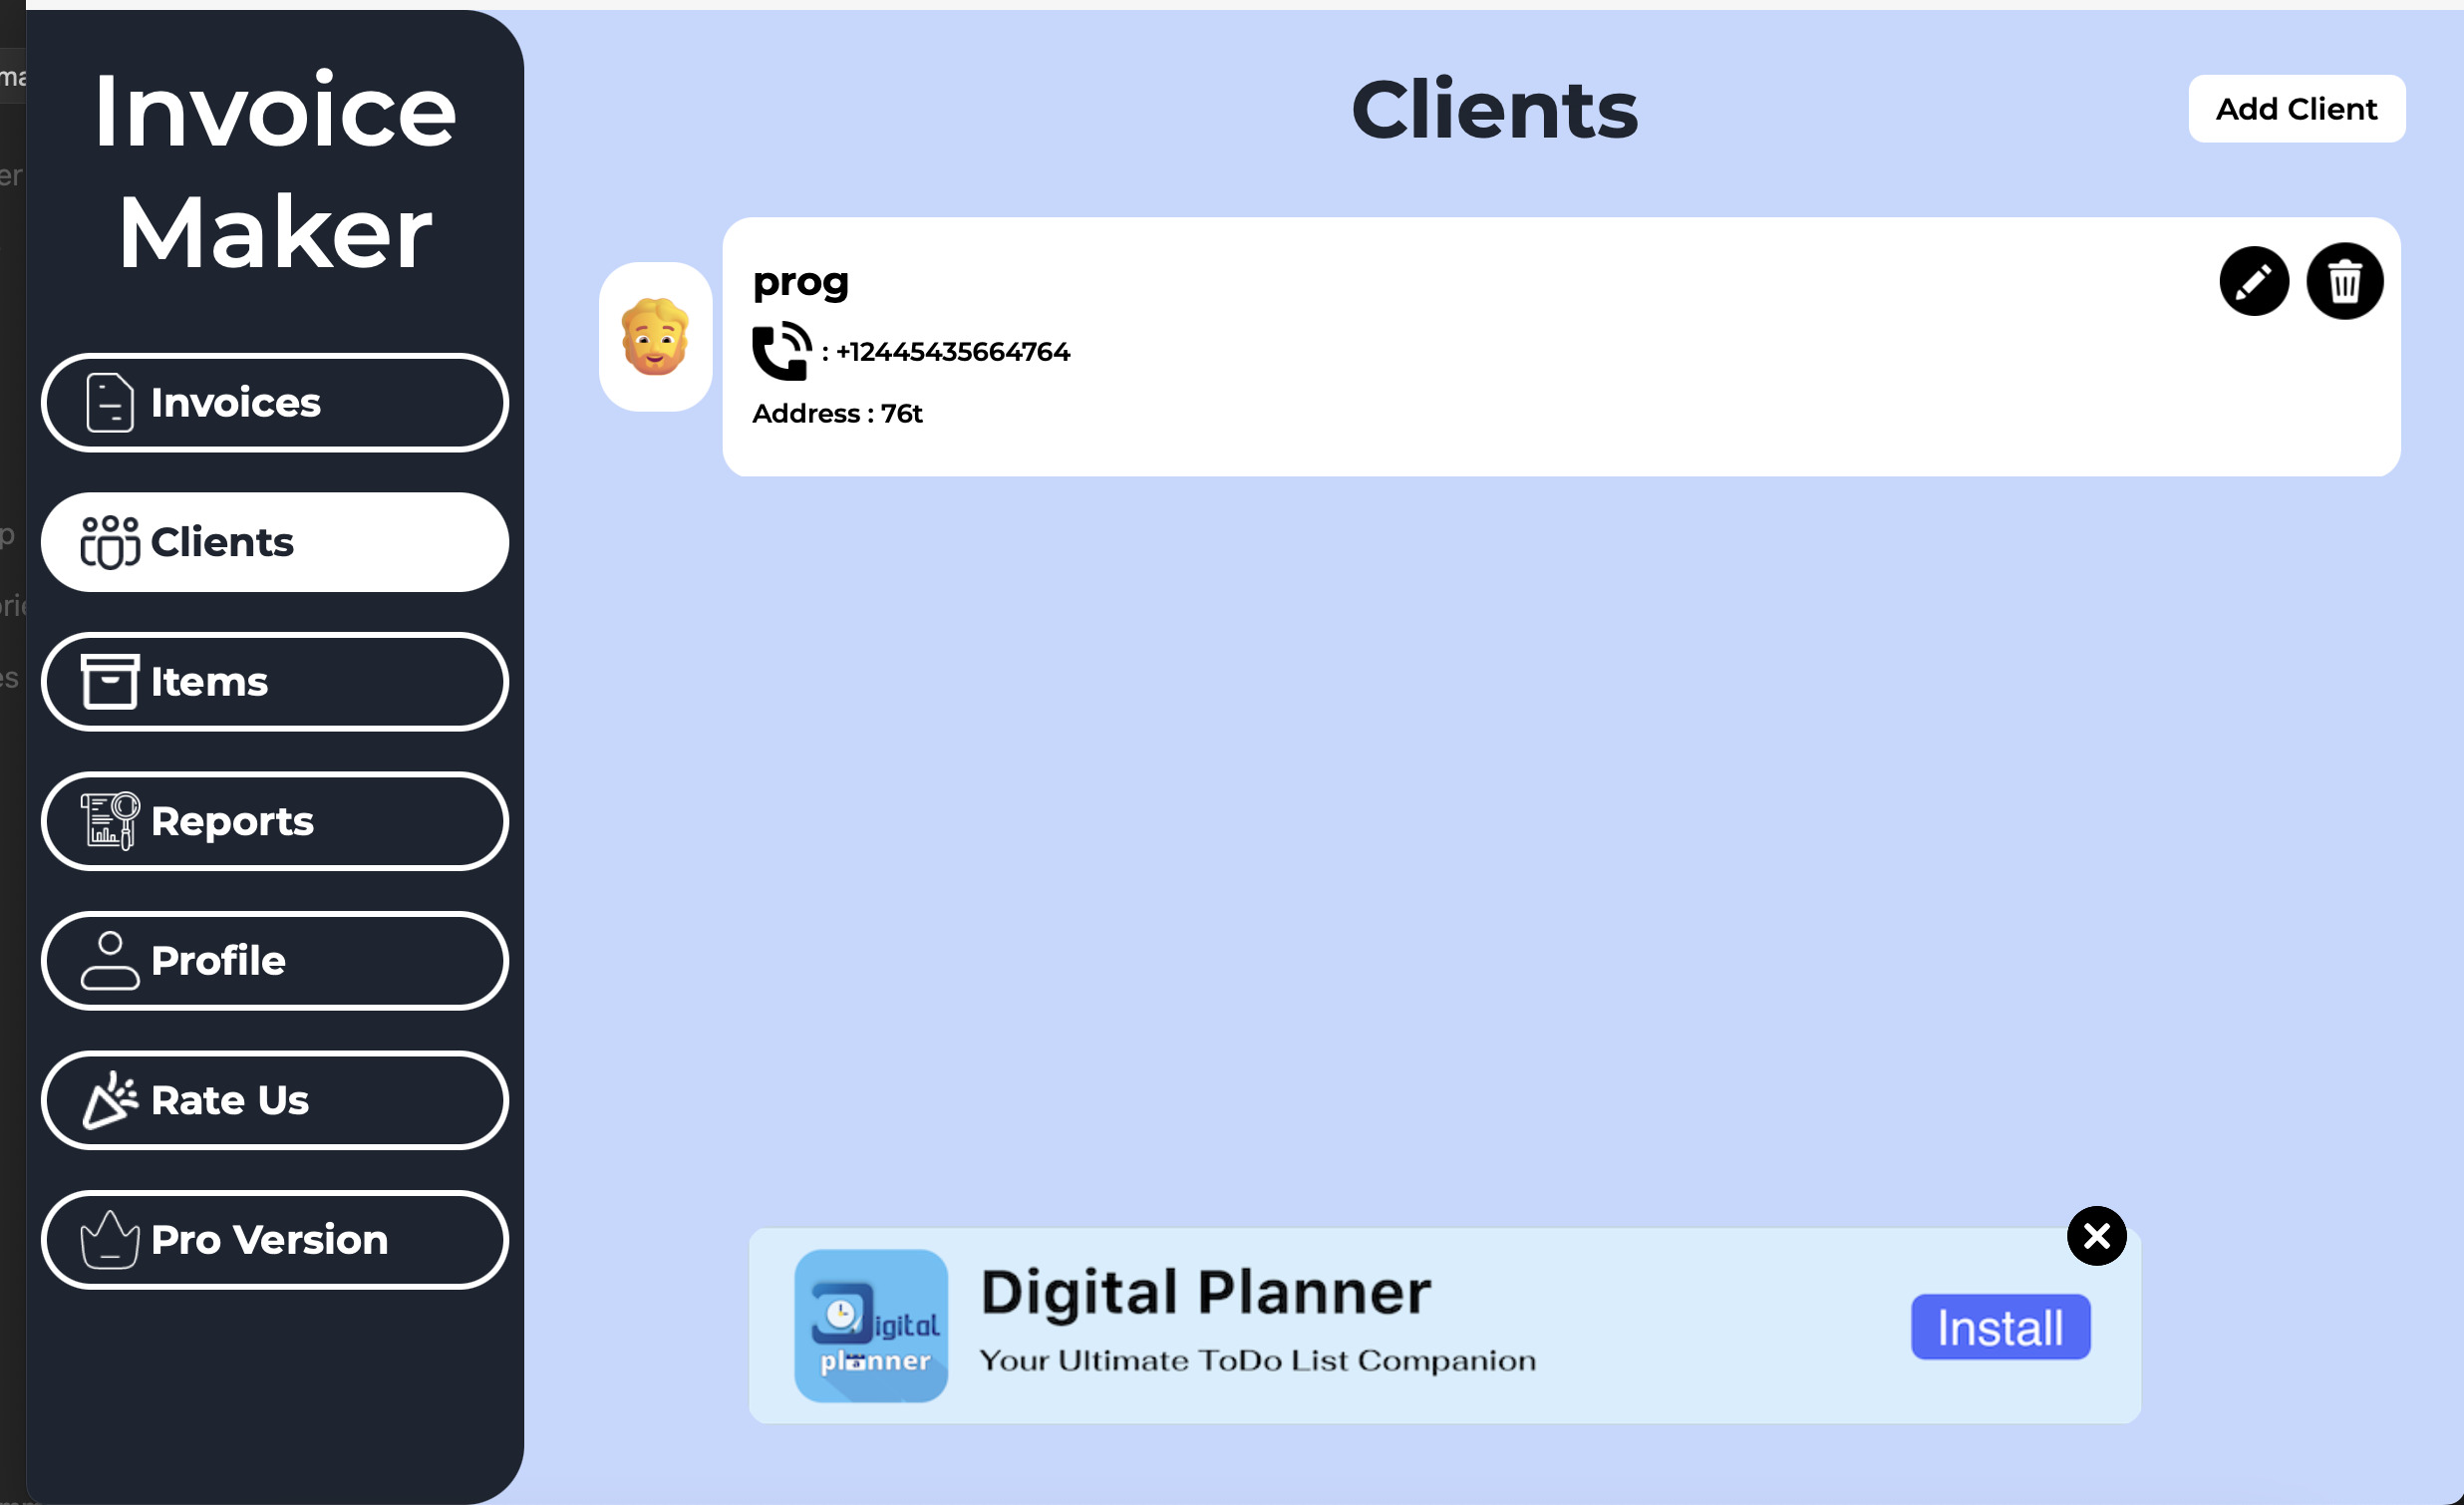 Invoice
Maker
Invoices
Clients
Items
Reports
Profile
Rate Us
Pro Version
Clients
Add Client
prog
: +12445435664764
Address : 76t
Digital
planner
Digital Planner
Your Ultimate ToDo List Companion
Install